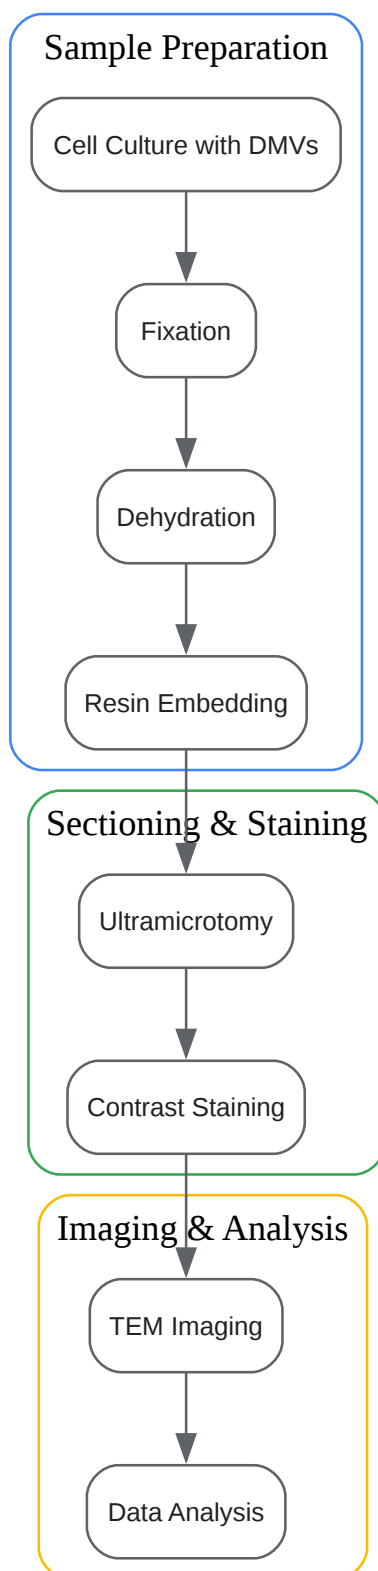 Sample Preparation
Cell Culture with DMVs
Fixation
Dehydration
Resin Embedding
Sectioning & Staining
Ultramicrotomy
Contrast Staining
Imaging & Analysis
TEM Imaging
Data Analysis